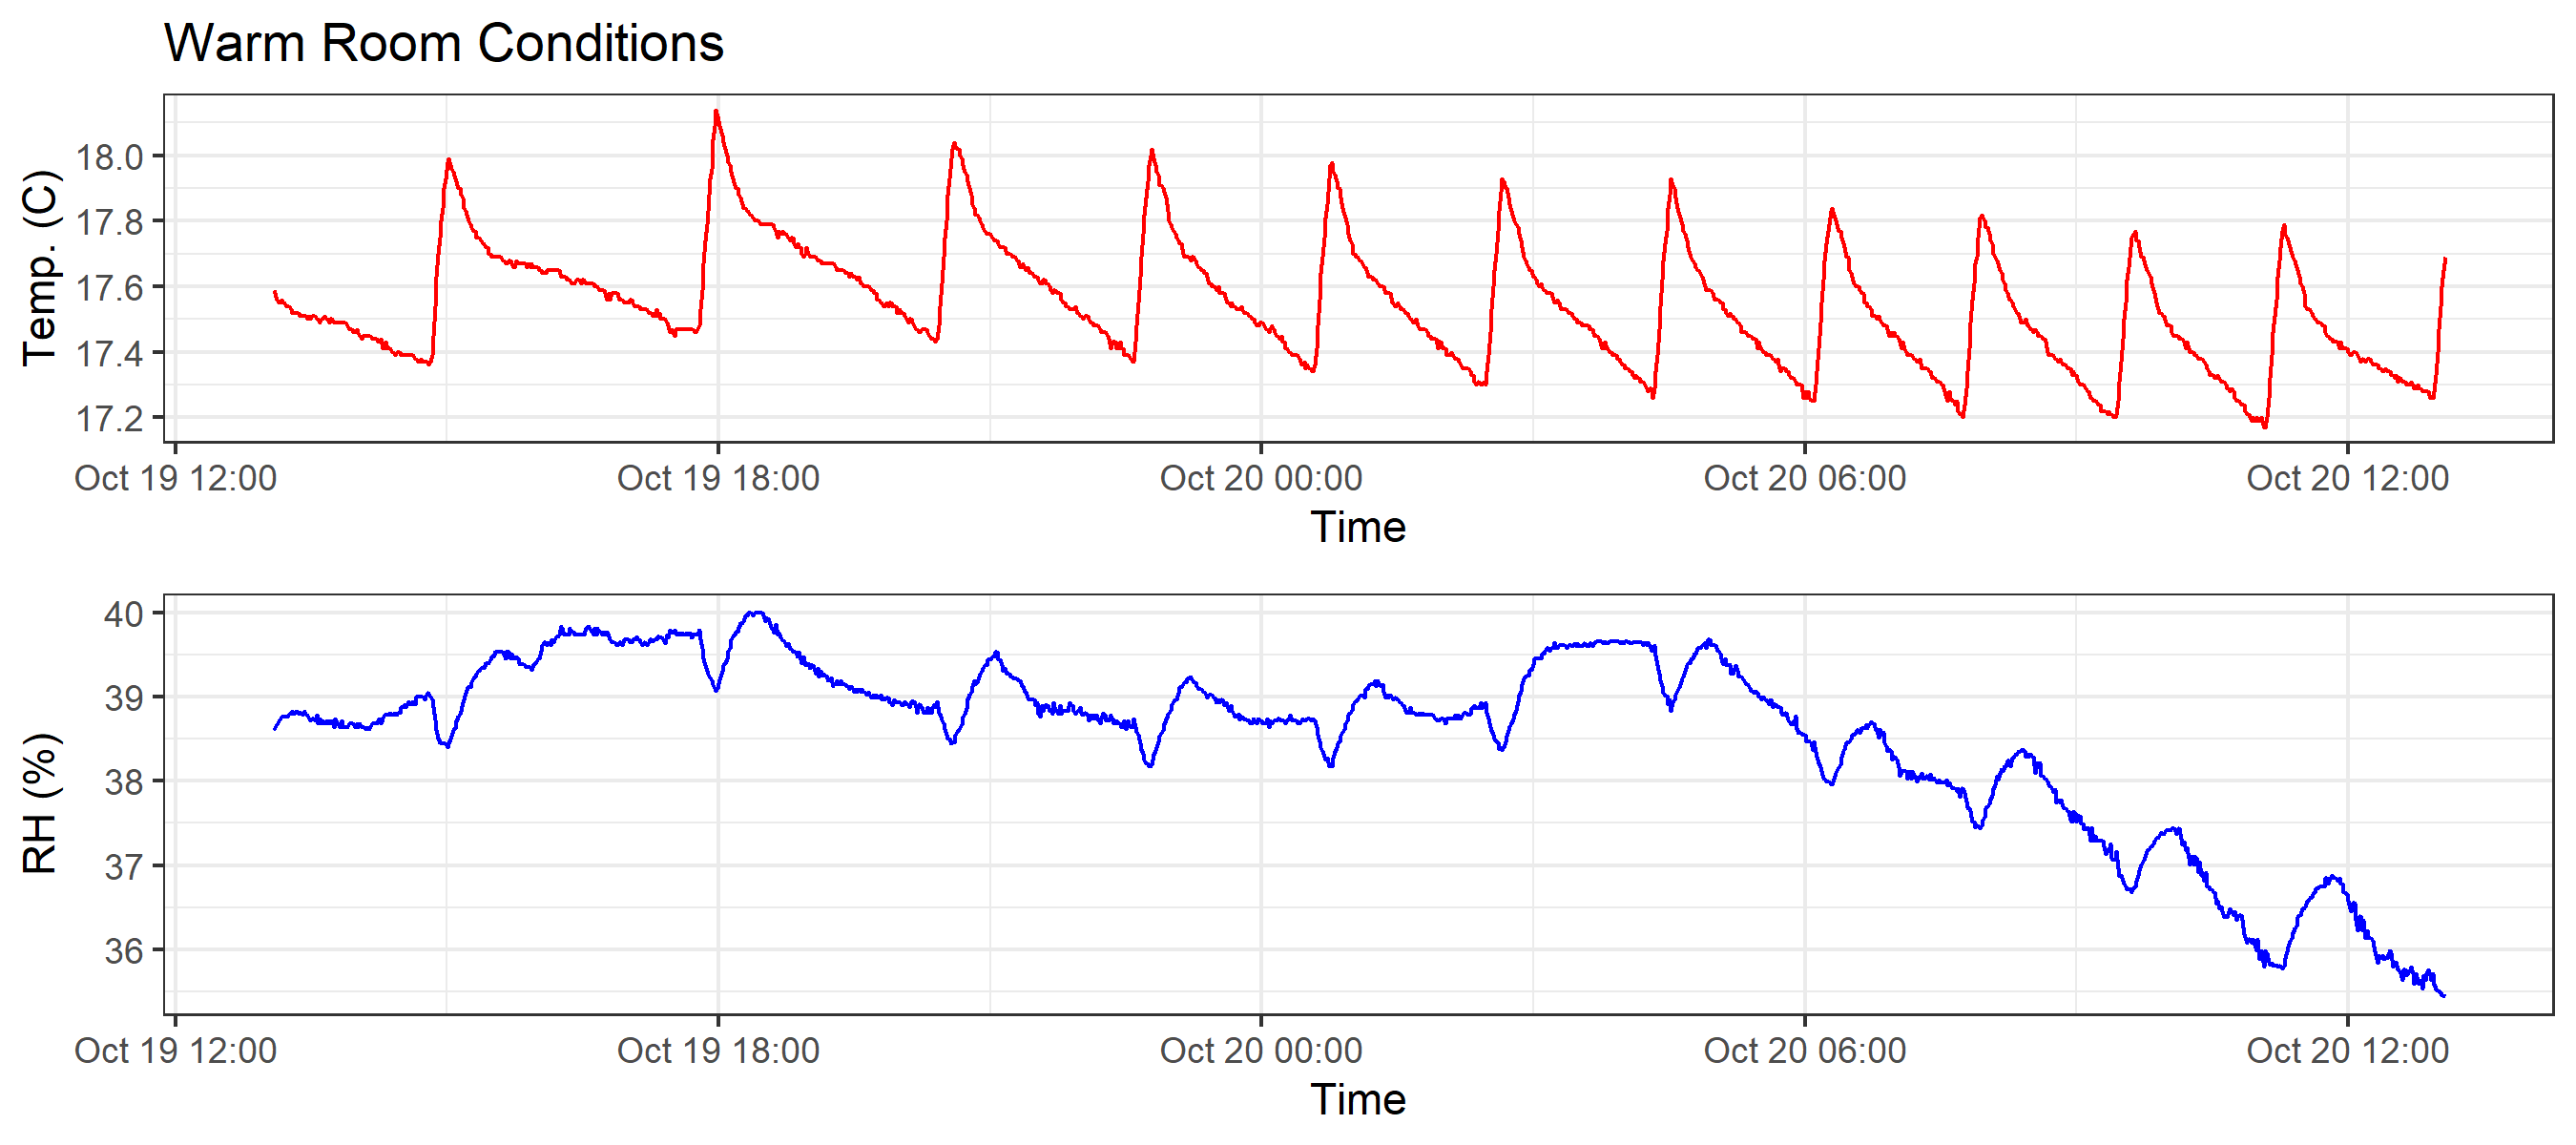 Warm Room Conditions
Temp. (C)
18.0
17.8
17.6
17.4
17.2
Oct 19 12:00 Oct 19 18:00 Oct 20 00:00 Oct 20 06:00 Oct 20 12:00
Time
RH (%)
40
39
38
37
36
Oct 19 12:00 Oct 19 18:00 Oct 20 00:00 Oct 20 06:00 Oct 20 12:00
Time